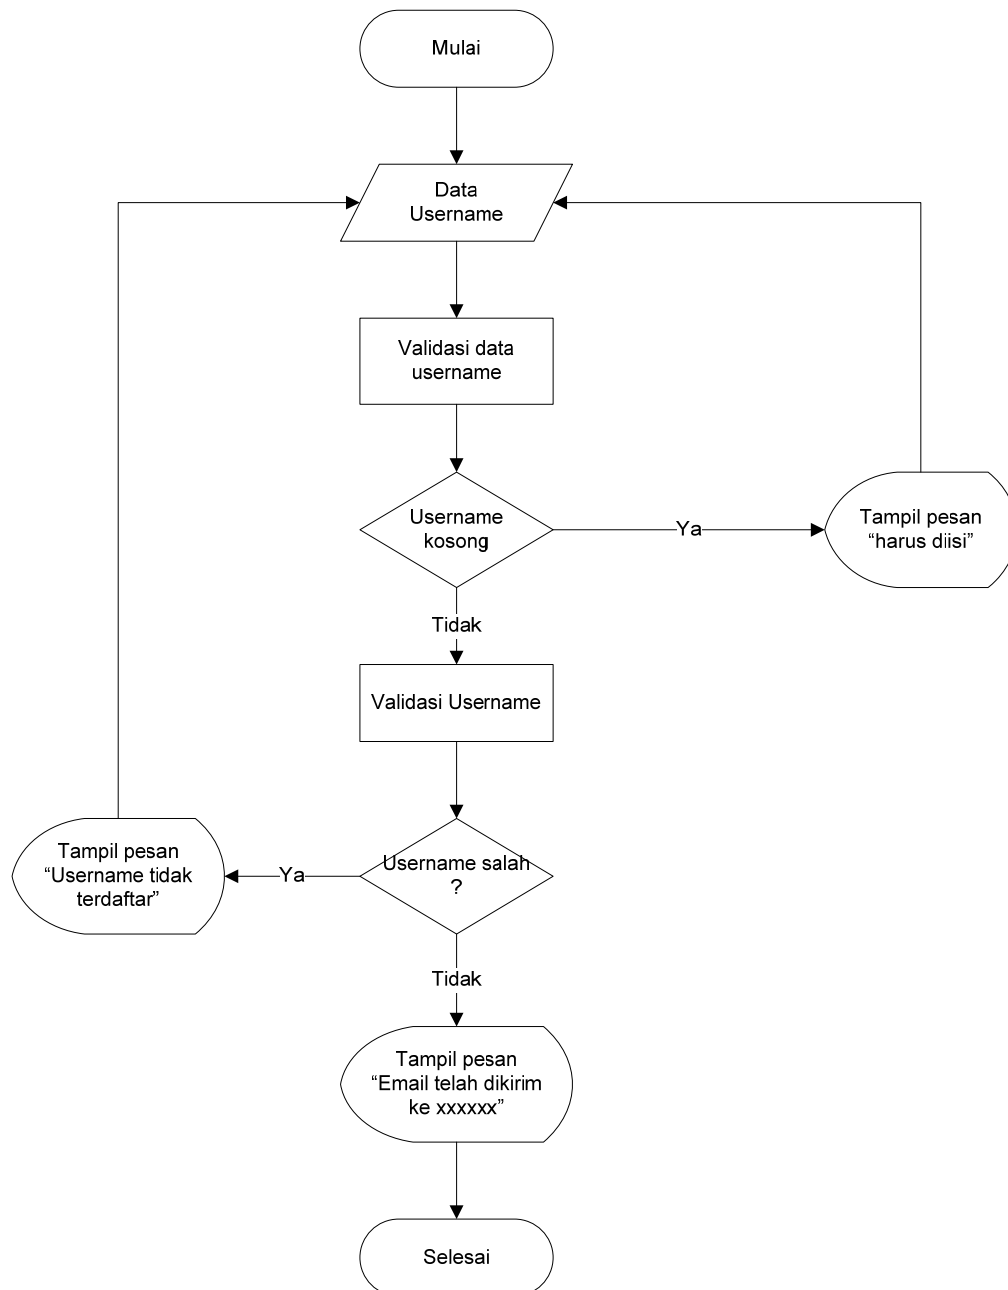 Mulai
Data
Username
Validasi data
username
Username
kosong
Ya
Tampil pesan
“harus diisi”
Tidak
Validasi Username
Username salah
?
Ya
Tampil pesan
“Username tidak
terdaftar”
Tidak
Tampil pesan
“Email telah dikirim
ke xxxxxx”
Selesai